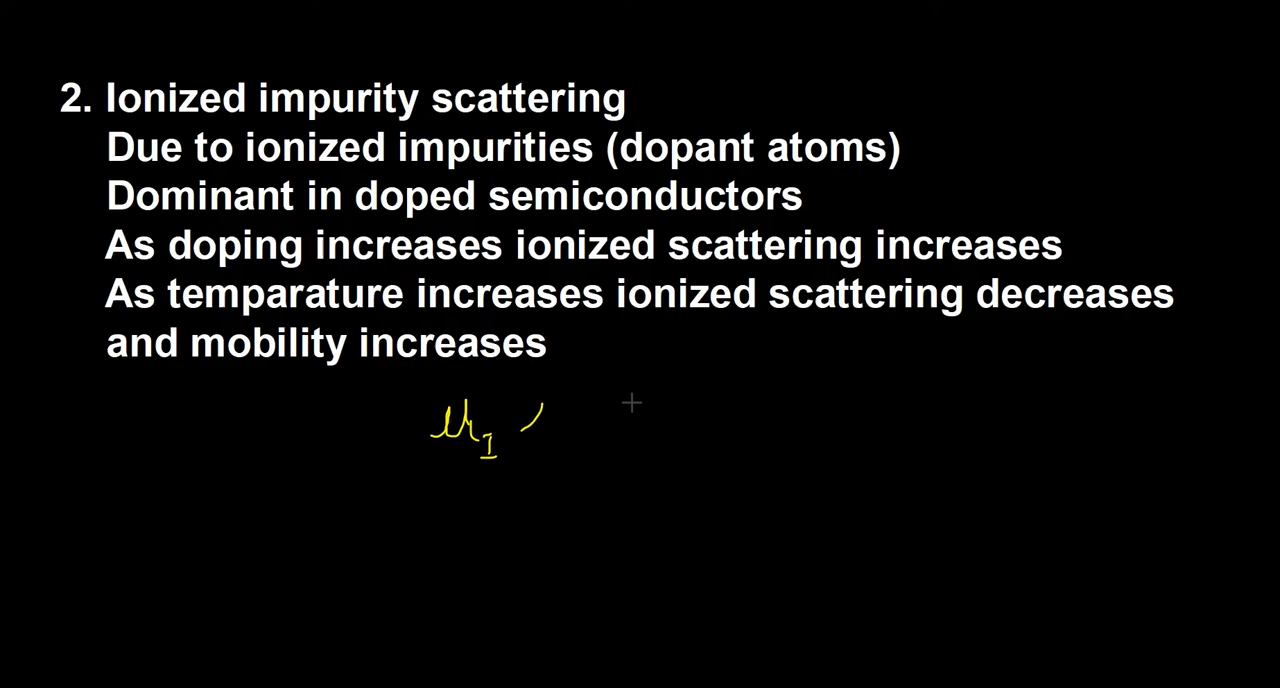 2. Ionized impurity scattering
Due to ionized impurities (dopant atoms)
Dominant in doped semiconductors
As doping increases ionized scattering increases
As temparature increases ionized scattering decreases
and mobility increases
μ_I